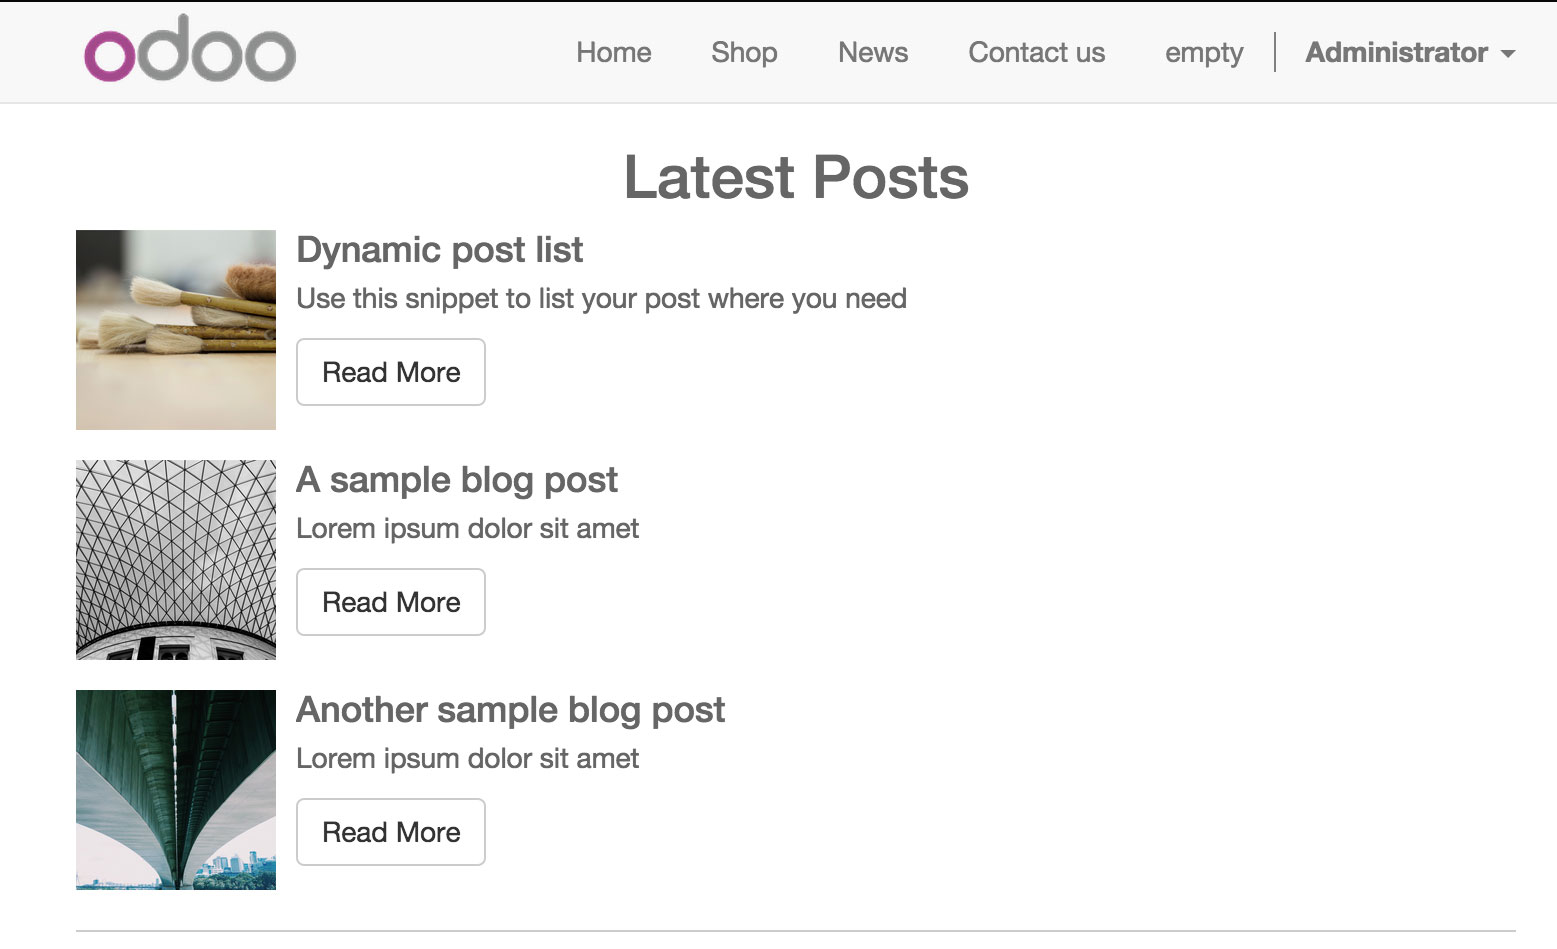 odoo
Home Shop News Contact us empty Administrator
Latest Posts
Dynamic post list
Use this snippet to list your post where you need
Read More
A sample blog post
Lorem ipsum dolor sit amet
Read More
Another sample blog post
Lorem ipsum dolor sit amet
Read More